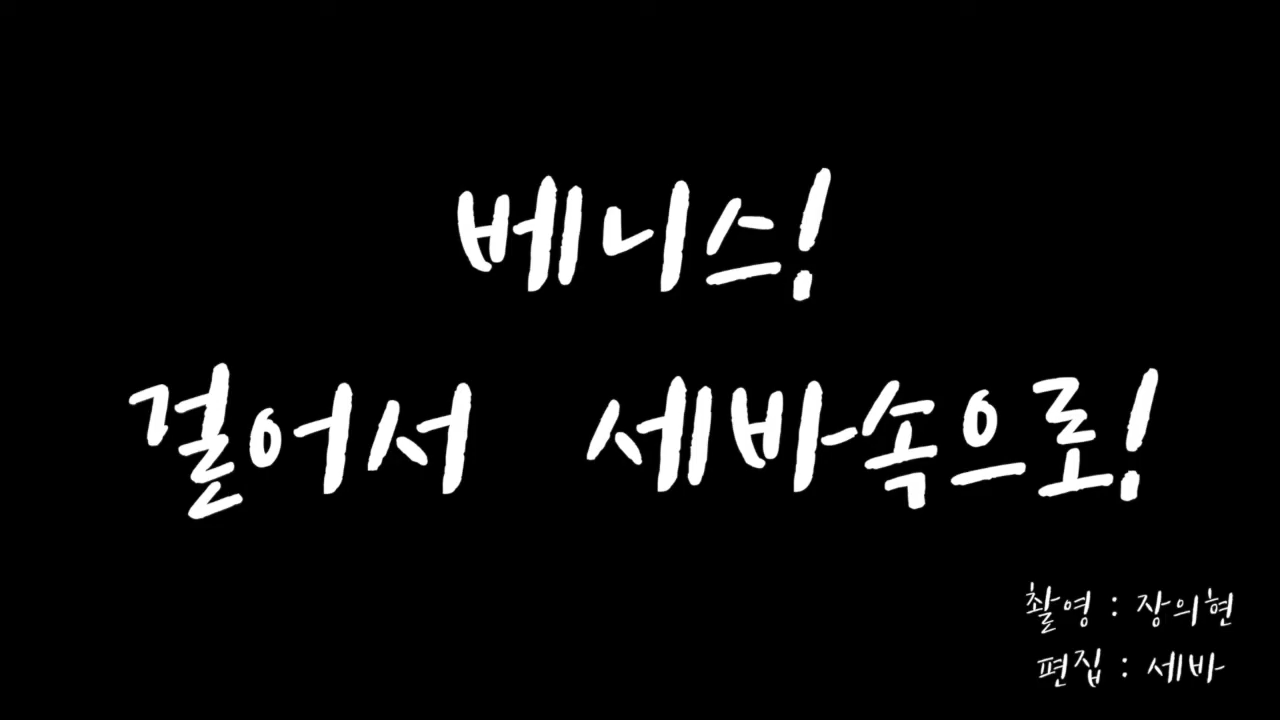 베니스!
걸어서 세바속으로!
촬영 : 장의현
편집 : 세바